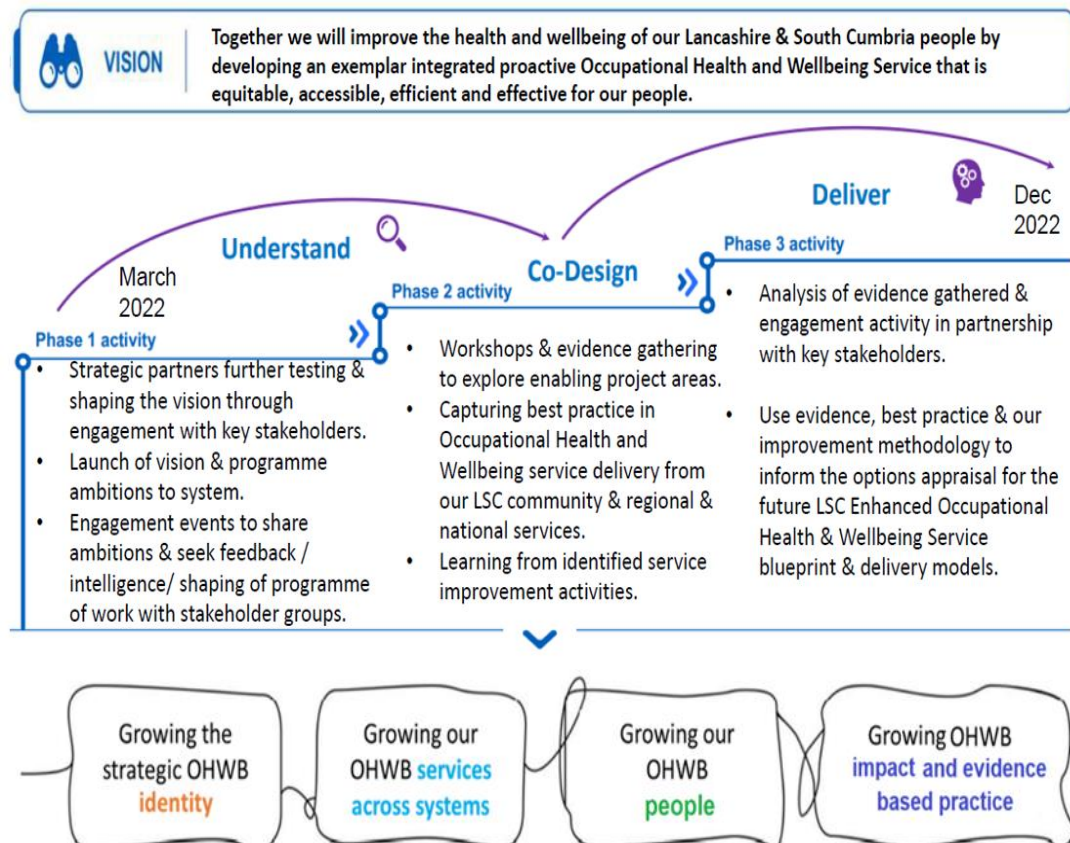 VISION
Together we will improve the health and wellbeing of our Lancashire & South Cumbria people by
developing an exemplar integrated proactive Occupational Health and Wellbeing Service that is
equitable, accessible, efficient and effective for our people.
Understand
March
2022
Phase 1 activity
• Strategic partners further testing &
shaping the vision through
engagement with key stakeholders.
• Launch of vision & programme
ambitions to system.
• Engagement events to share
ambitions & seek feedback /
intelligence/ shaping of programme
of work with stakeholder groups.
Co-Design
Phase 2 activity
• Workshops & evidence gathering
to explore enabling project areas.
• Capturing best practice in
Occupational Health and
Wellbeing service delivery from
our LSC community & regional &
national services.
• Learning from identified service
improvement activities.
Deliver
Dec
2022
Phase 3 activity
• Analysis of evidence gathered &
engagement activity in partnership
with key stakeholders.
• Use evidence, best practice & our
improvement methodology to
inform the options appraisal for the
future LSC Enhanced Occupational
Health & Wellbeing Service
blueprint & delivery models.
Growing the
strategic OHWB
identity
Growing our
OHWB services
across systems
Growing our
OHWB
people
Growing OHWB
impact and evidence
based practice